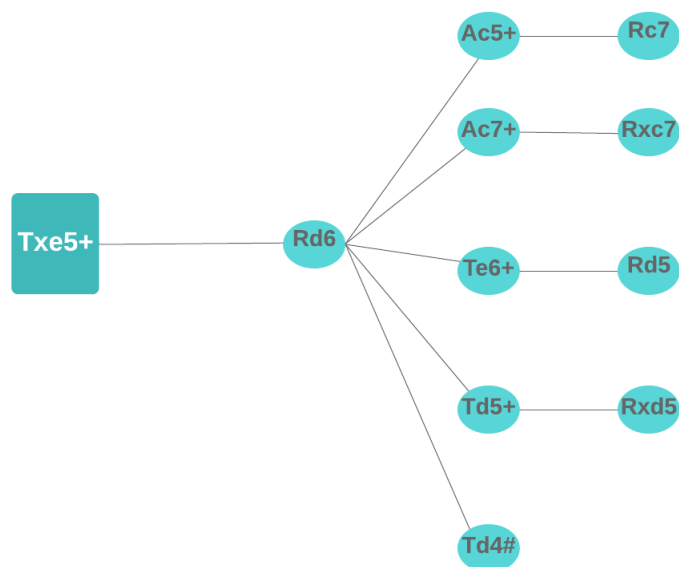 Txe5+
Rd6
Ac5+
Rc7
Ac7+
Rxc7
Te6+
Rd5
Td5+
Rxd5
Td4#